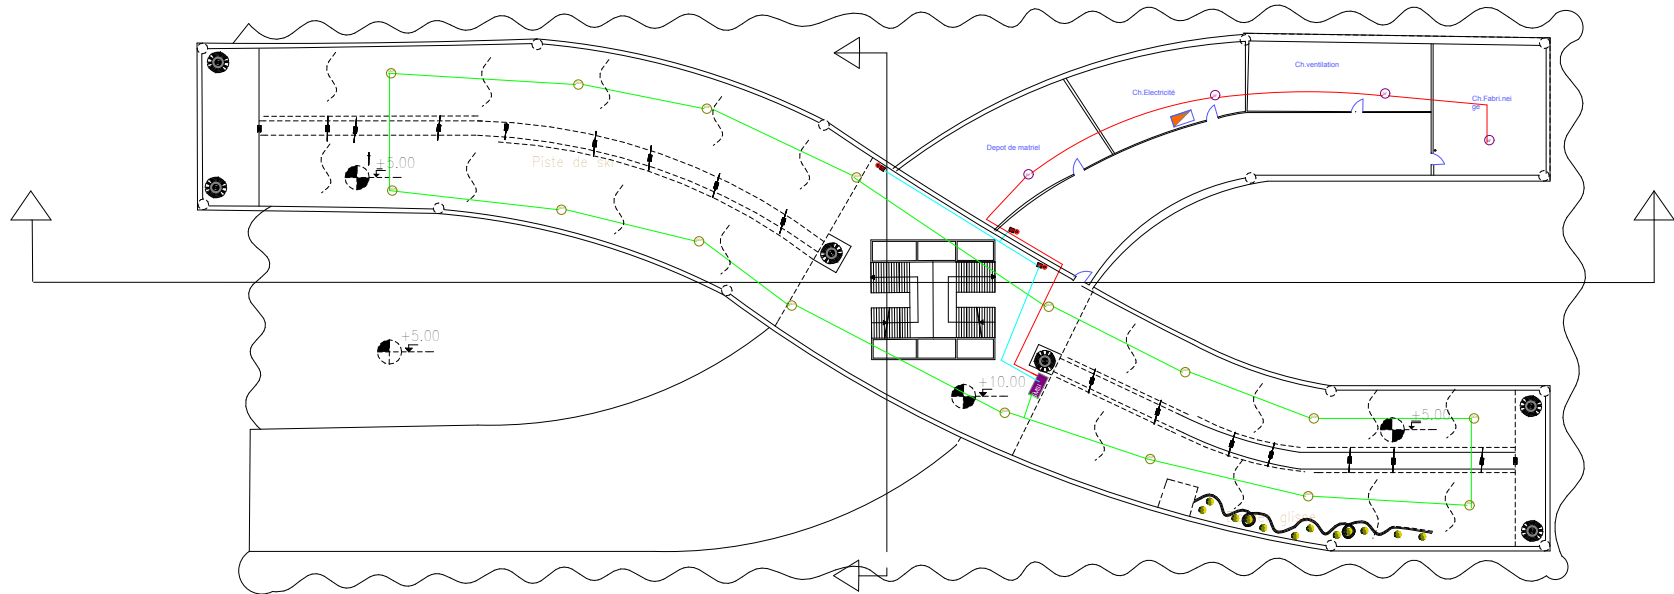 Ch.ventilation
Ch.Electricité
Ch.Fabri.nei
ge
Depot de matriel
+5.00
Piste de ski
+5.00
+10.00
+5.00
glisse